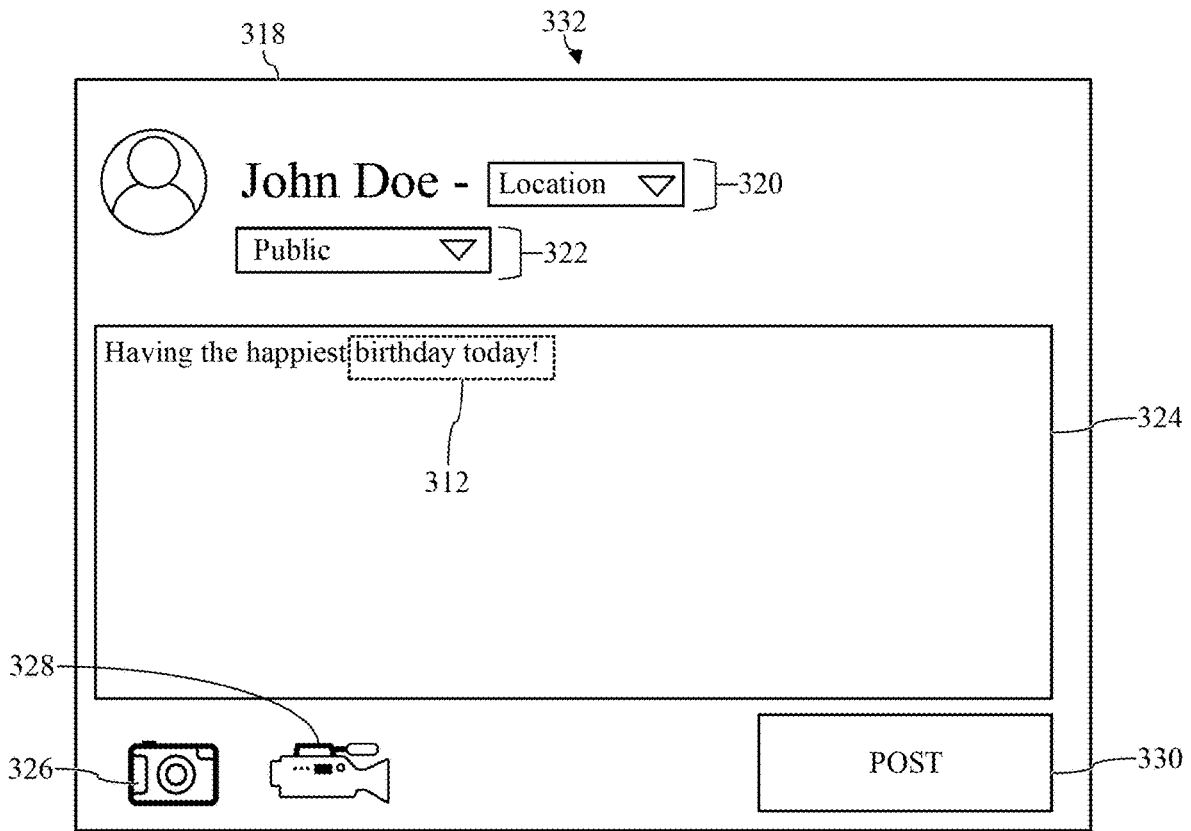 318
332
John Doe - Location
320
Public
322
Having the happiest birthday today!
324
312
328
326
POST
330